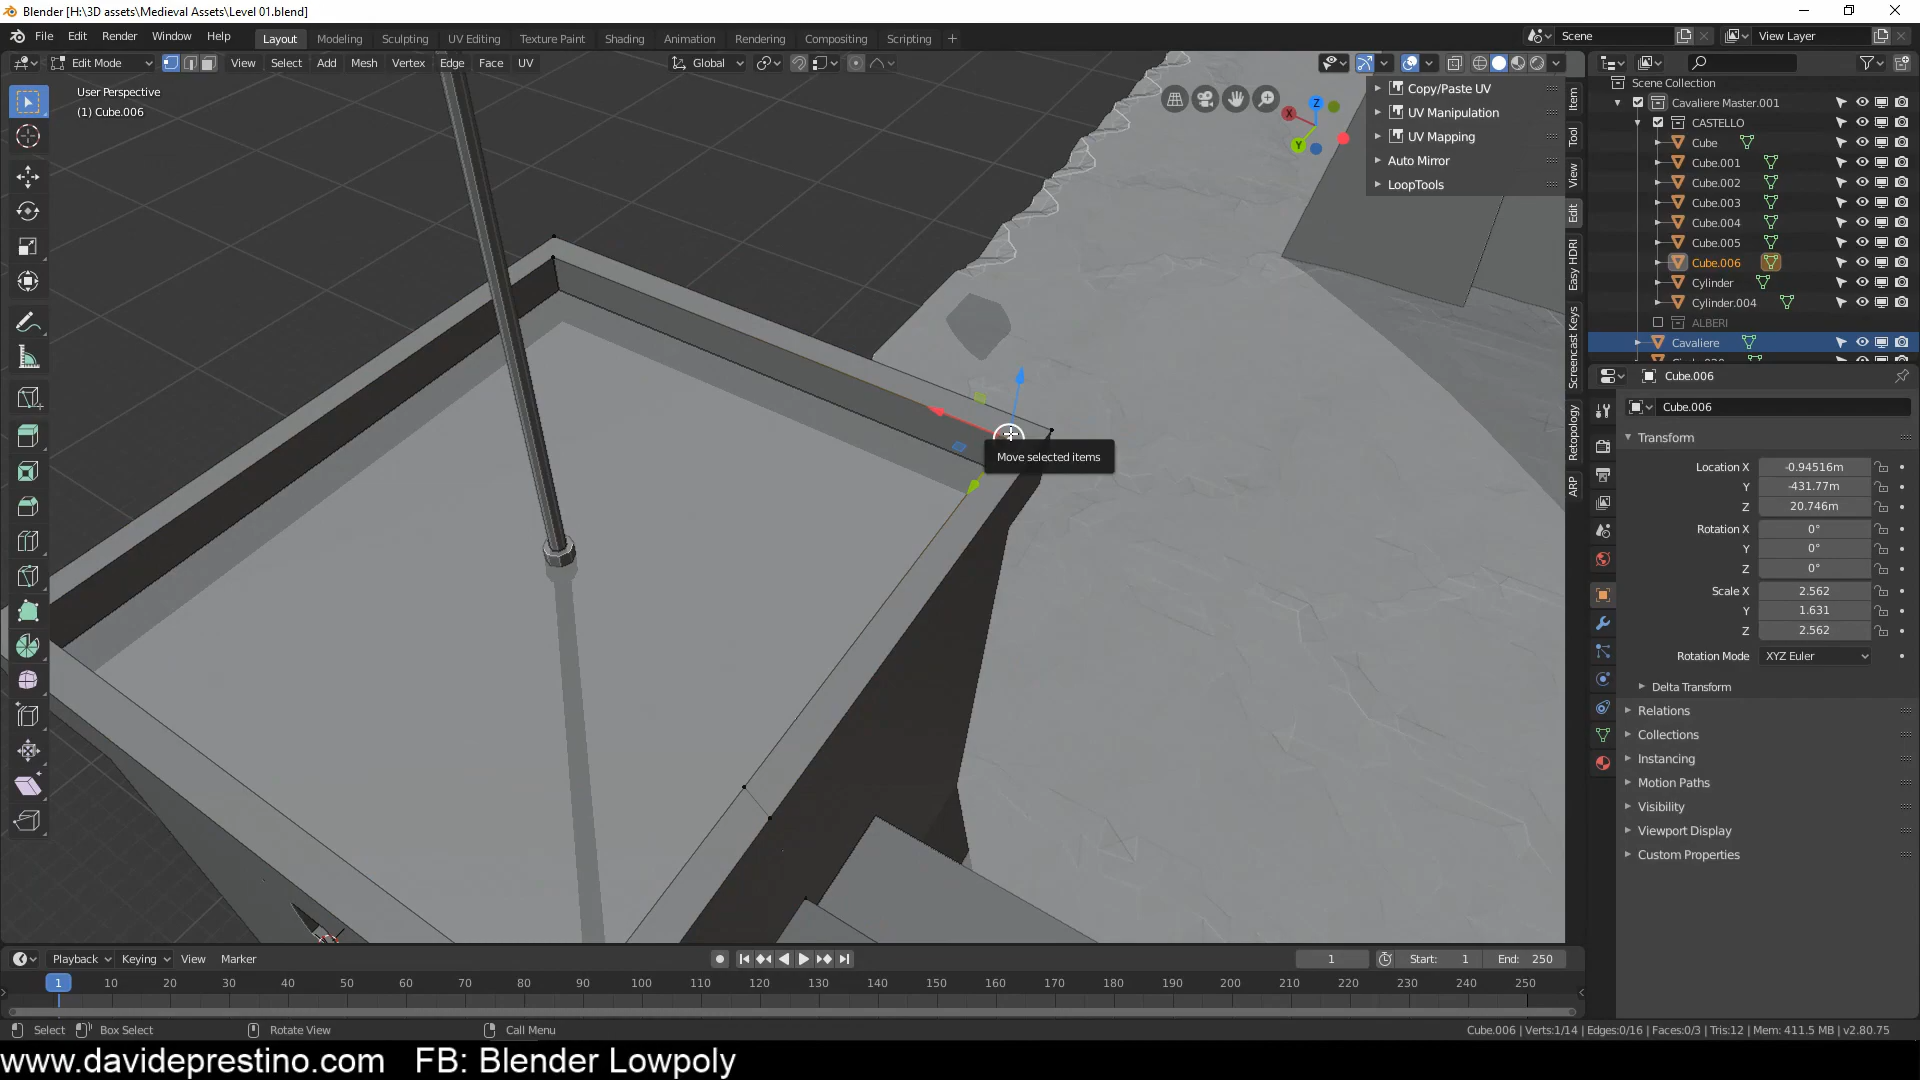 Blender [H:\3D assets\Medieval Assets\Level 01.blend]
File Edit Render Window Help Layout Modeling Sculpting UV Editing Texture Paint Shading Animation Rendering Compositing Scripting + Scene View Layer
Edit Mode View Select Add Mesh Vertex Edge Face UV Global
User Perspective
(1) Cube.006
Z
X
Y
Copy/Paste UV
UV Manipulation
UV Mapping
Auto Mirror
LoopTools
Item
Tool
View
Edit
Easy HDRI
Screencast Keys
Retopology
ARP
Move selected items
Scene Collection
Cavaliere Master.001
CASTELLO
Cube
Cube.001
Cube.002
Cube.003
Cube.004
Cube.005
Cube.006
Cylinder
Cylinder.004
ALBERI
Cavaliere
Cube.006
Cube.006
Transform
Location X -0.94516m
Y -431.77m
Z 20.746m
Rotation X 0°
Y 0°
Z 0°
Scale X 2.562
Y 1.631
Z 2.562
Rotation Mode XYZ Euler
Delta Transform
Relations
Collections
Instancing
Motion Paths
Visibility
Viewport Display
Custom Properties
Playback Keying View Marker 1 Start: 1 End: 250
1 10 20 30 40 50 60 70 80 90 100 110 120 130 140 150 160 170 180 190 200 210 220 230 240 250
Select Box Select Rotate View Call Menu Cube.006 | Verts:1/14 | Edges:0/16 | Faces:0/3 | Tris:12 | Mem: 411.5 MB | v2.80.75
www.davideprestino.com FB: Blender Lowpoly